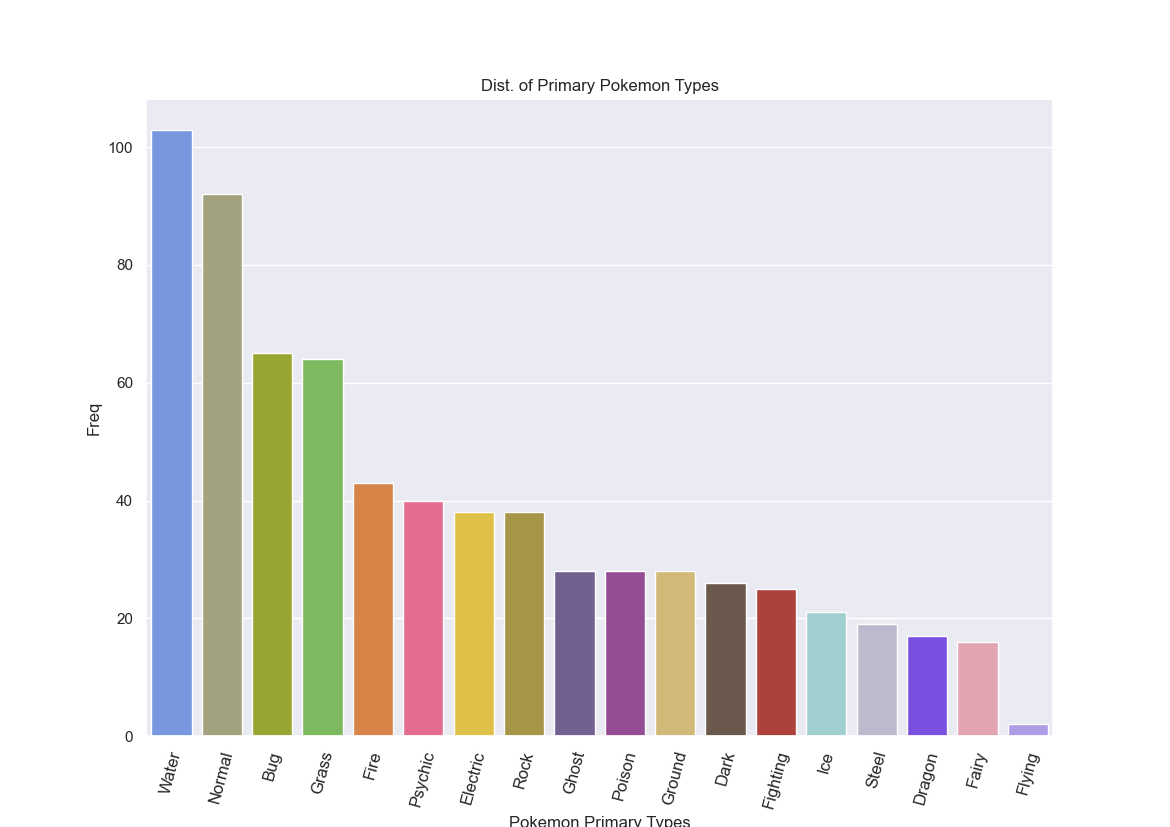 Dist. of Primary Pokemon Types
100
80
60
40
20
0
Freq
Water
Normal
Bug
Grass
Fire
Psychic
Electric
Rock
Ghost
Poison
Ground
Dark
Fighting
Ice
Steel
Dragon
Fairy
Flying
Pokemon Primary Types